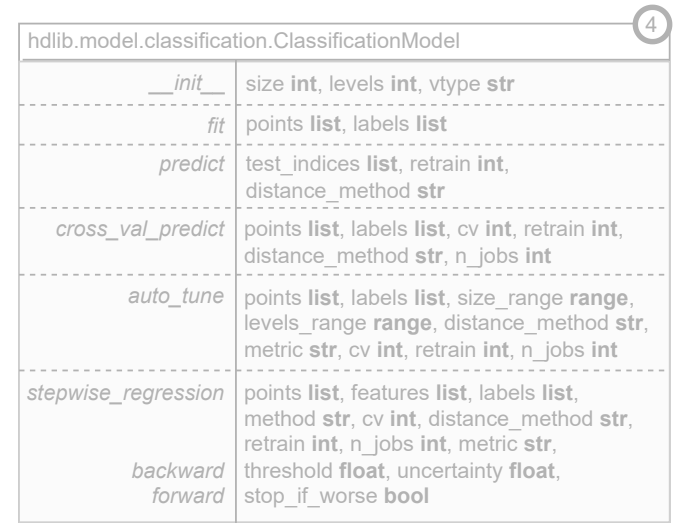 4
hdlib.model.classification.ClassificationModel
__init__ size int, levels int, vtype str
fit points list, labels list
predict test_indices list, retrain int,
distance_method str
cross_val_predict points list, labels list, cv int, retrain int,
distance_method str, n_jobs int
auto_tune points list, labels list, size_range range,
levels_range range, distance_method str,
metric str, cv int, retrain int, n_jobs int
stepwise_regression points list, features list, labels list,
method str, cv int, distance_method str,
retrain int, n_jobs int, metric str,
backward threshold float, uncertainty float,
forward stop_if_worse bool